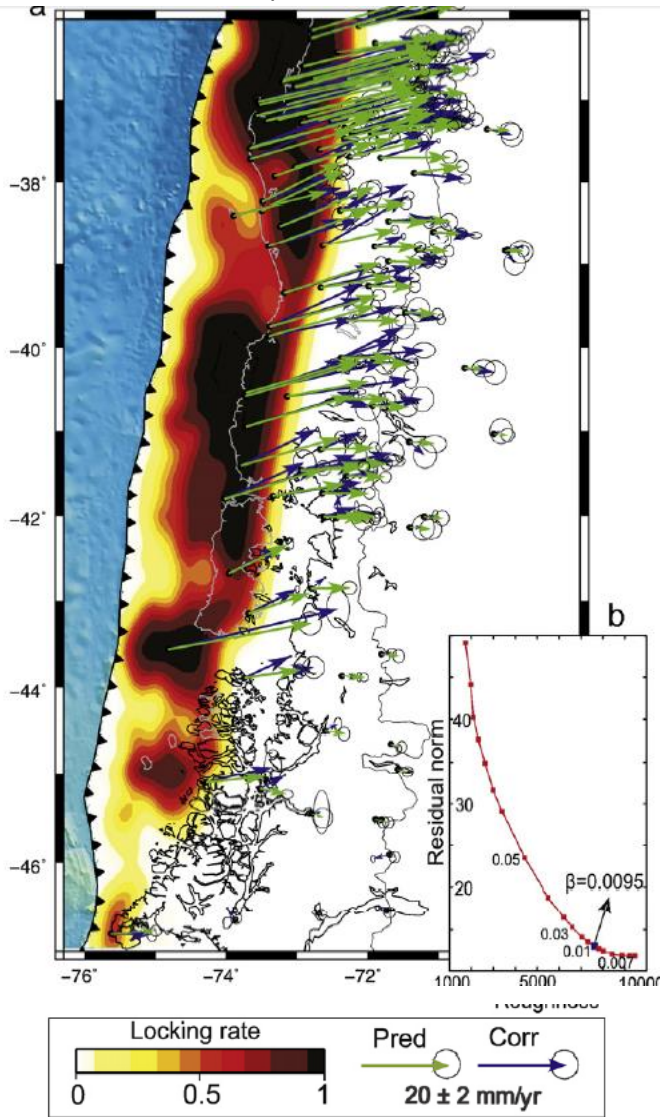 a
−38
−40
−42
−44
−46
−76
−74
−72
b
Residual norm
40
30
20
0.05
0.03
0.01
0.007
β=0.0095
1000
5000
10000
Roughness
Locking rate
0
0.5
1
Pred
Corr
20 ± 2 mm/yr